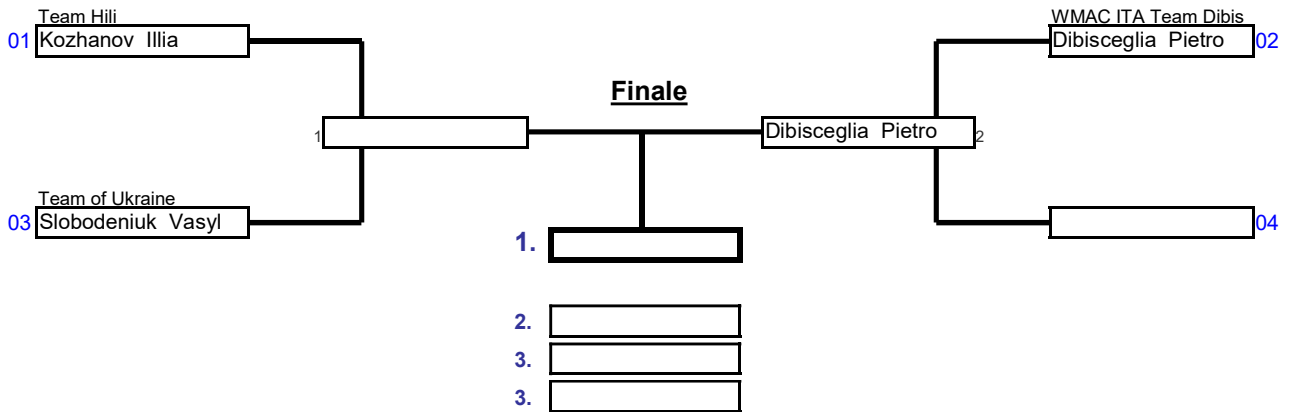 Team Hili
01 Kozhanov Illia
WMAC ITA Team Dibis
Dibisceglia Pietro 02
Finale
1
Dibisceglia Pietro 2
Team of Ukraine
03 Slobodeniuk Vasyl
04
1.
2.
3.
3.